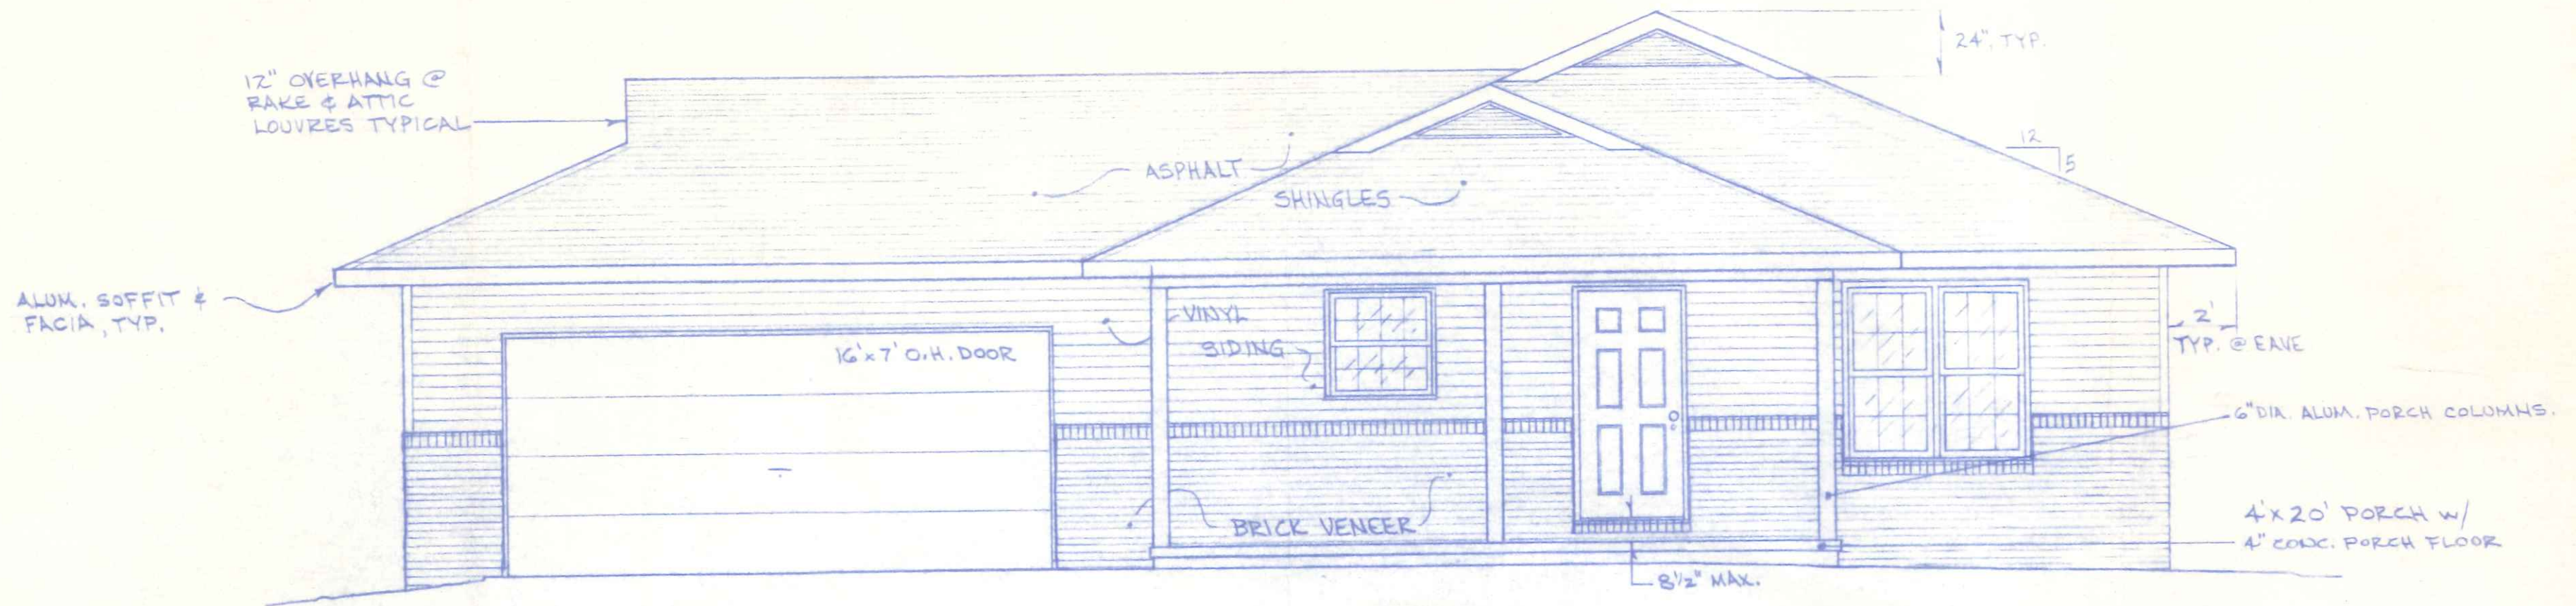 12" OVERHANG @
RAKE & ATTIC
LOUVRES TYPICAL
24", TYP.
12
5
ASPHALT
SHINGLES
ALUM. SOFFIT &
FACIA, TYP.
VINYL
SIDING
16'x7' O.H. DOOR
2'
TYP. @ EAVE
6" DIA. ALUM. PORCH COLUMNS.
BRICK VENEER
4'x20' PORCH w/
4" CONC. PORCH FLOOR
8½" MAX.